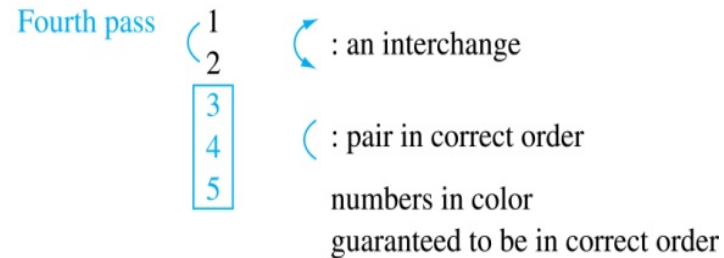 Fourth pass
1
2
3
4
5
: an interchange
: pair in correct order
numbers in color
guaranteed to be in correct order